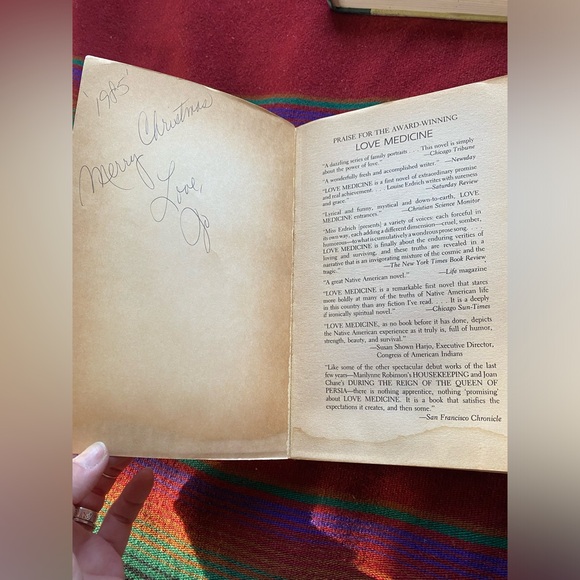 '1985'
Merry Christmas
Love,
Jo
PRAISE FOR THE AWARD-WINNING
LOVE MEDICINE
"A dazzling series of family portraits . . . This novel is simply
about the power of love." —Chicago Tribune
"A wonderfully fresh and accomplished writer." —Newsday
"LOVE MEDICINE is a first novel of extraordinary promise
and real achievement . . . Louise Erdrich writes with soreness
and grace." —Saturday Review
"Lyrical and funny, mystical and down-to-earth, LOVE
MEDICINE entrances." —Christian Science Monitor
"Miss Erdrich [presents] a variety of voices; each forceful in
its own way, each adding a different dimension—cruel, somber,
humorous—to what is cumulatively a wondrous prose song. . . .
LOVE MEDICINE is finally about the enduring verities of
living and surviving, and these truths are revealed in a
narrative that is an invigorating mixture of the cosmic and the
tragic." —The New York Times Book Review
"A great Native American novel." —Life magazine
"LOVE MEDICINE is a remarkable first novel that stares
more boldly at many of the truths of Native American life
in this country than any fiction I've read. . . . It is a deeply
if ironically spiritual novel." —Chicago Sun-Times
"LOVE MEDICINE, as no book before it has done, depicts
the Native American experience as it truly is, full of humor,
strength, beauty, and survival."
—Susan Shown Harjo, Executive Director,
Congress of American Indians
"Like some of the other spectacular debut works of the last
few years—Marilynne Robinson's HOUSEKEEPING and Joan
Chase's DURING THE REIGN OF THE QUEEN OF
PERSIA—there is nothing apprentice, nothing 'promising'
about LOVE MEDICINE. It is a book that satisfies the
expectations it creates, and then some."
—San Francisco Chronicle